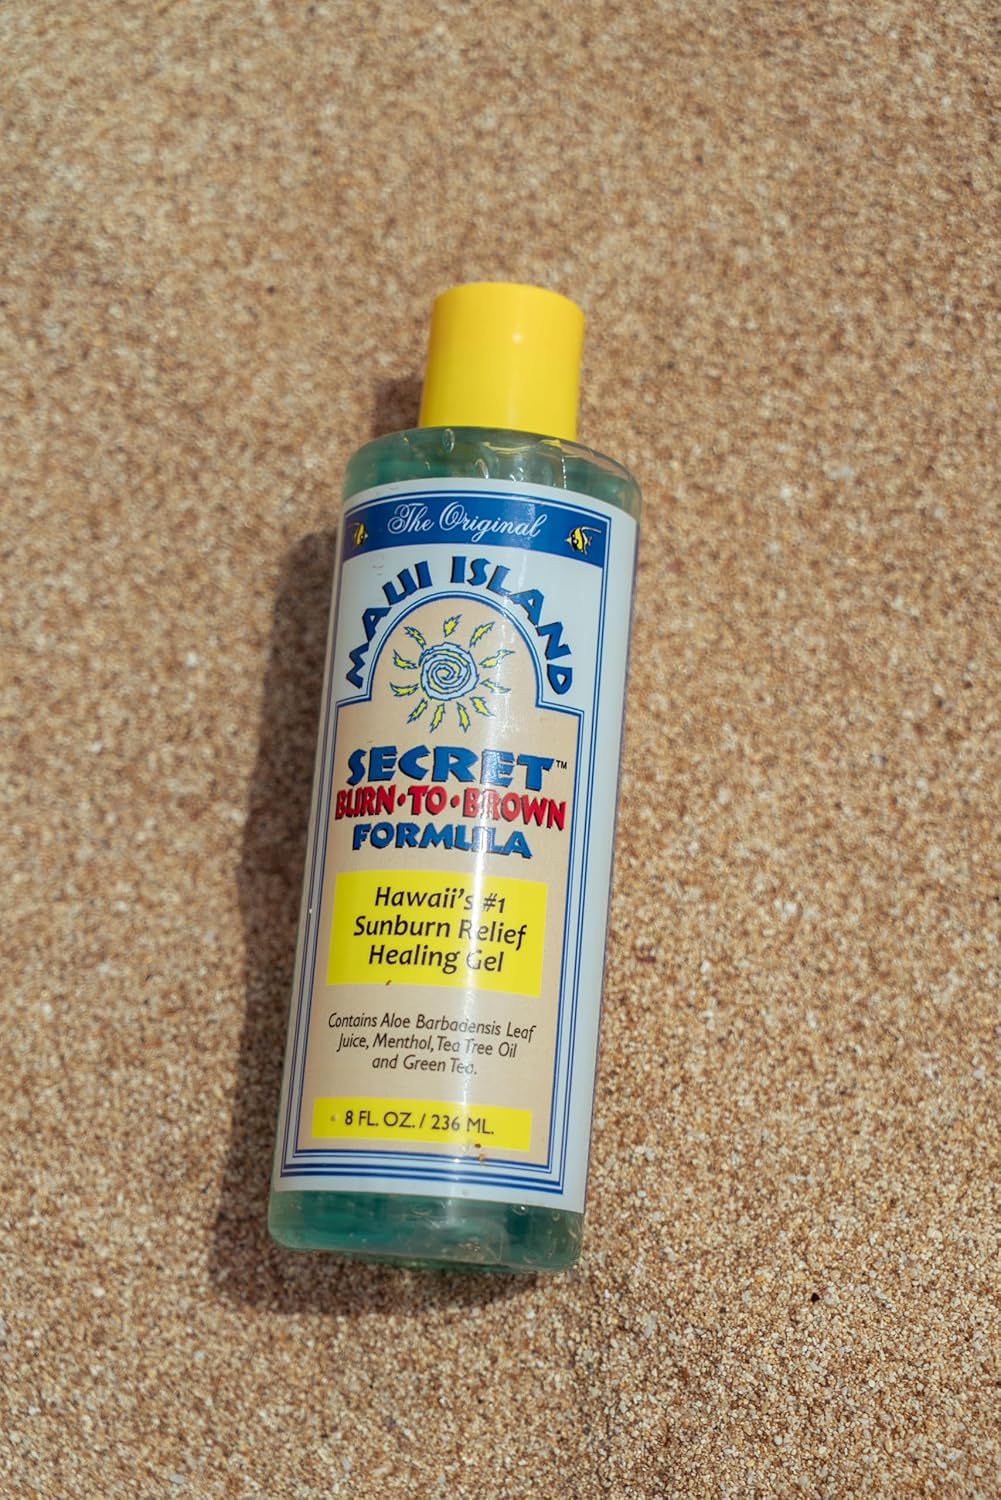 The Original
MAUI ISLAND
SECRET™
BURN•TO•BROWN
FORMULA
Hawaii's #1
Sunburn Relief
Healing Gel
Contains Aloe Barbadensis Leaf
Juice, Menthol, Tea Tree Oil
and Green Tea.
8 FL. OZ. / 236 ML.